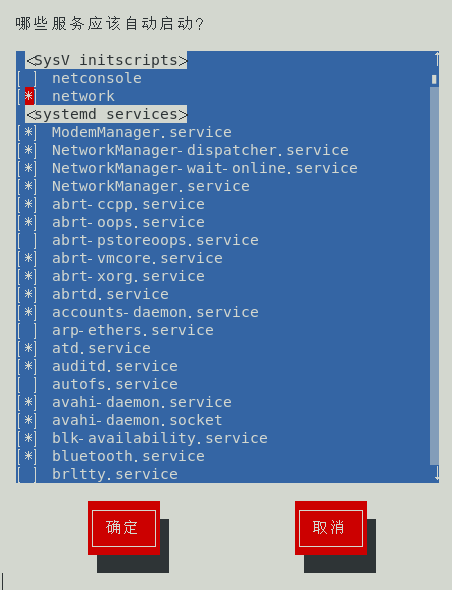 哪些服务应该自动启动?
<SysV initscripts>
[ ] netconsole
[*] network
<systemd services>
[*] ModemManager.service
[*] NetworkManager-dispatcher.service
[*] NetworkManager-wait-online.service
[*] NetworkManager.service
[*] abrt-ccpp.service
[*] abrt-oops.service
[ ] abrt-pstoreoops.service
[*] abrt-vmcore.service
[*] abrt-xorg.service
[*] abrtd.service
[*] accounts-daemon.service
[ ] arp-ethers.service
[*] atd.service
[*] auditd.service
[ ] autofs.service
[*] avahi-daemon.service
[*] avahi-daemon.socket
[*] blk-availability.service
[*] bluetooth.service
[ ] brltty.service
确定 取消